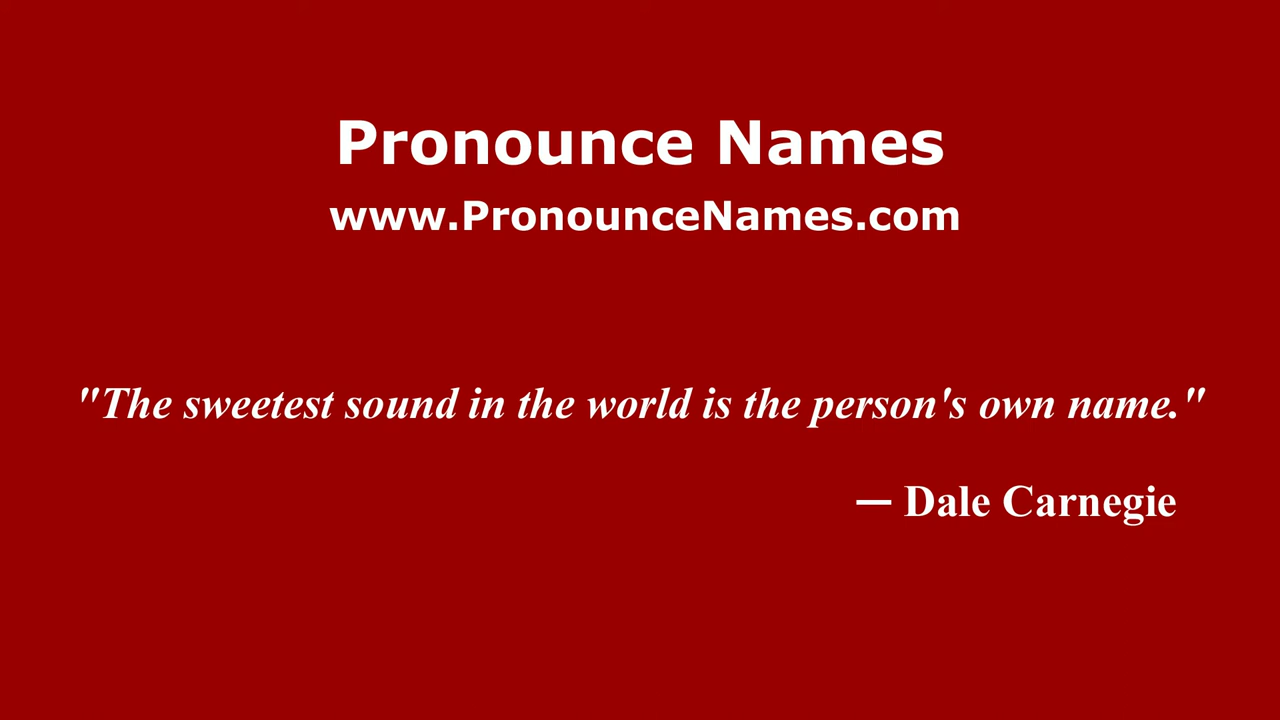 Pronounce Names
www.PronounceNames.com
"The sweetest sound in the world is the person's own name."
— Dale Carnegie